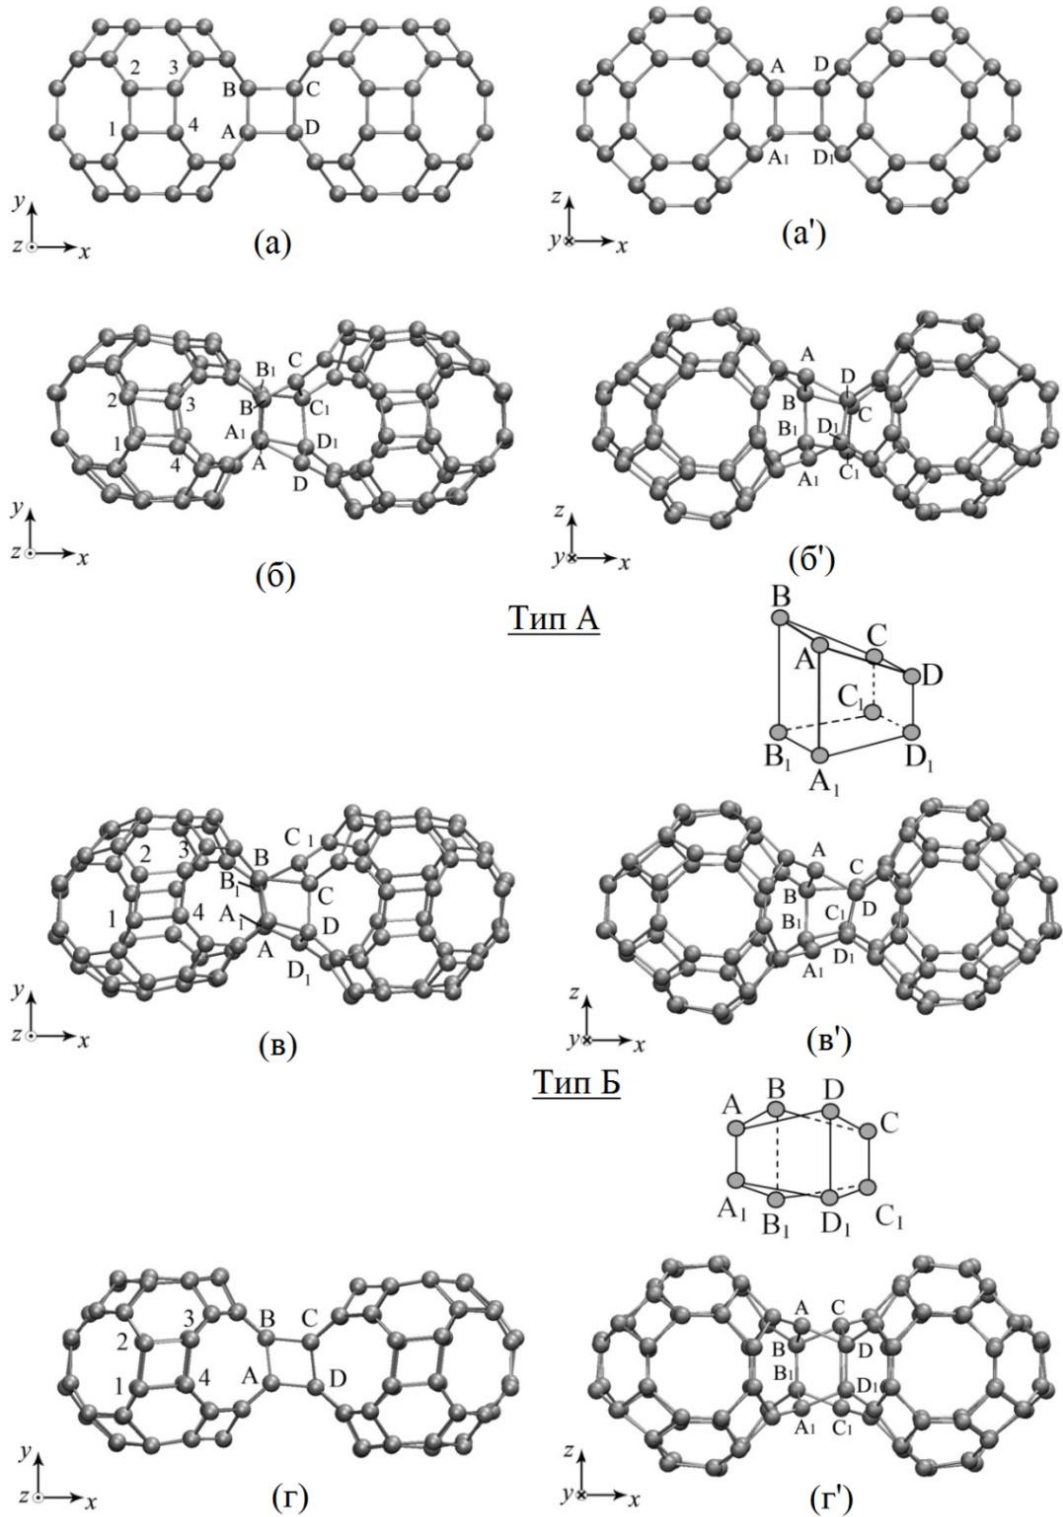 2 3 B C
1 4 A D
y
z x
(а)
A D
A₁ D₁
z
y x
(а')
B₁ C
2 3 B C₁
1 4 A₁ D₁
A D
y
z x
(б)
A
D
B C
B₁ D₁
A₁ C₁
z
y x
(б')
Тип А
B
C
A D
C₁
B₁ D₁
A₁
2 3 B C₁
B₁ C
1 4 A₁ D
A D₁
y
z x
(в)
A C
B D
C₁
B₁
A₁ D₁
z
y x
(в')
Тип Б
B D
A C
A₁ B₁ D₁ C₁
3 B C
2
1 4 A D
y
z x
(г)
A C
B D
B₁ D₁
A₁ C₁
z
y x
(г')